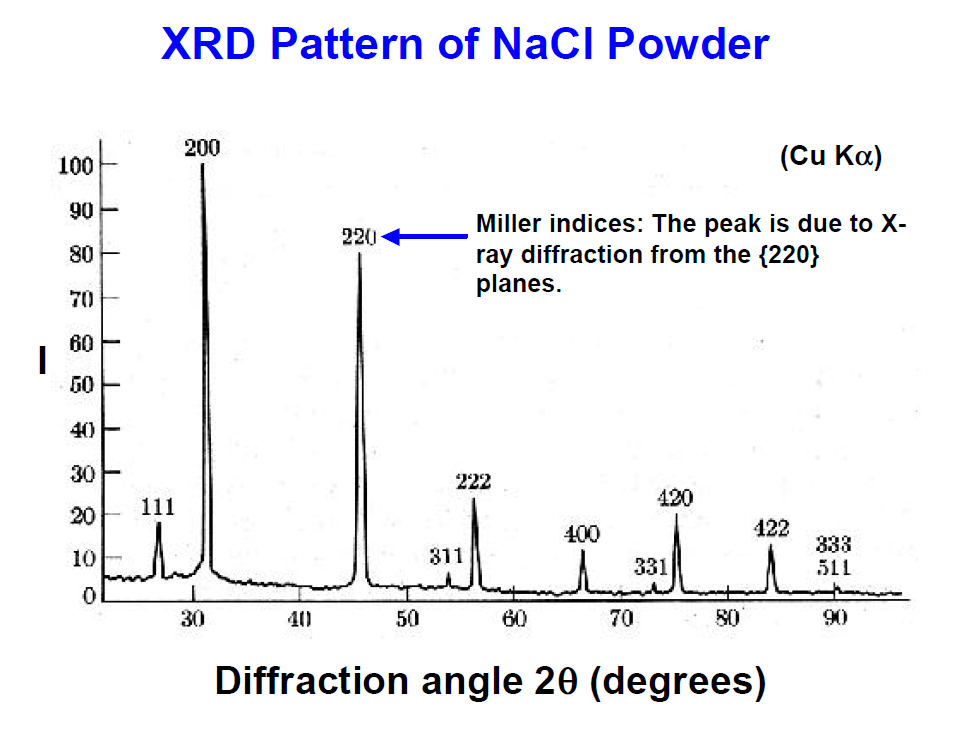 XRD Pattern of NaCl Powder
(Cu Kα)
Miller indices: The peak is due to X-
ray diffraction from the {220}
planes.
I
100
90
80
70
60
50
40
30
20
10
0
111
200
220
311
222
400
331
420
422
333
511
30 40 50 60 70 80 90
Diffraction angle 2θ (degrees)